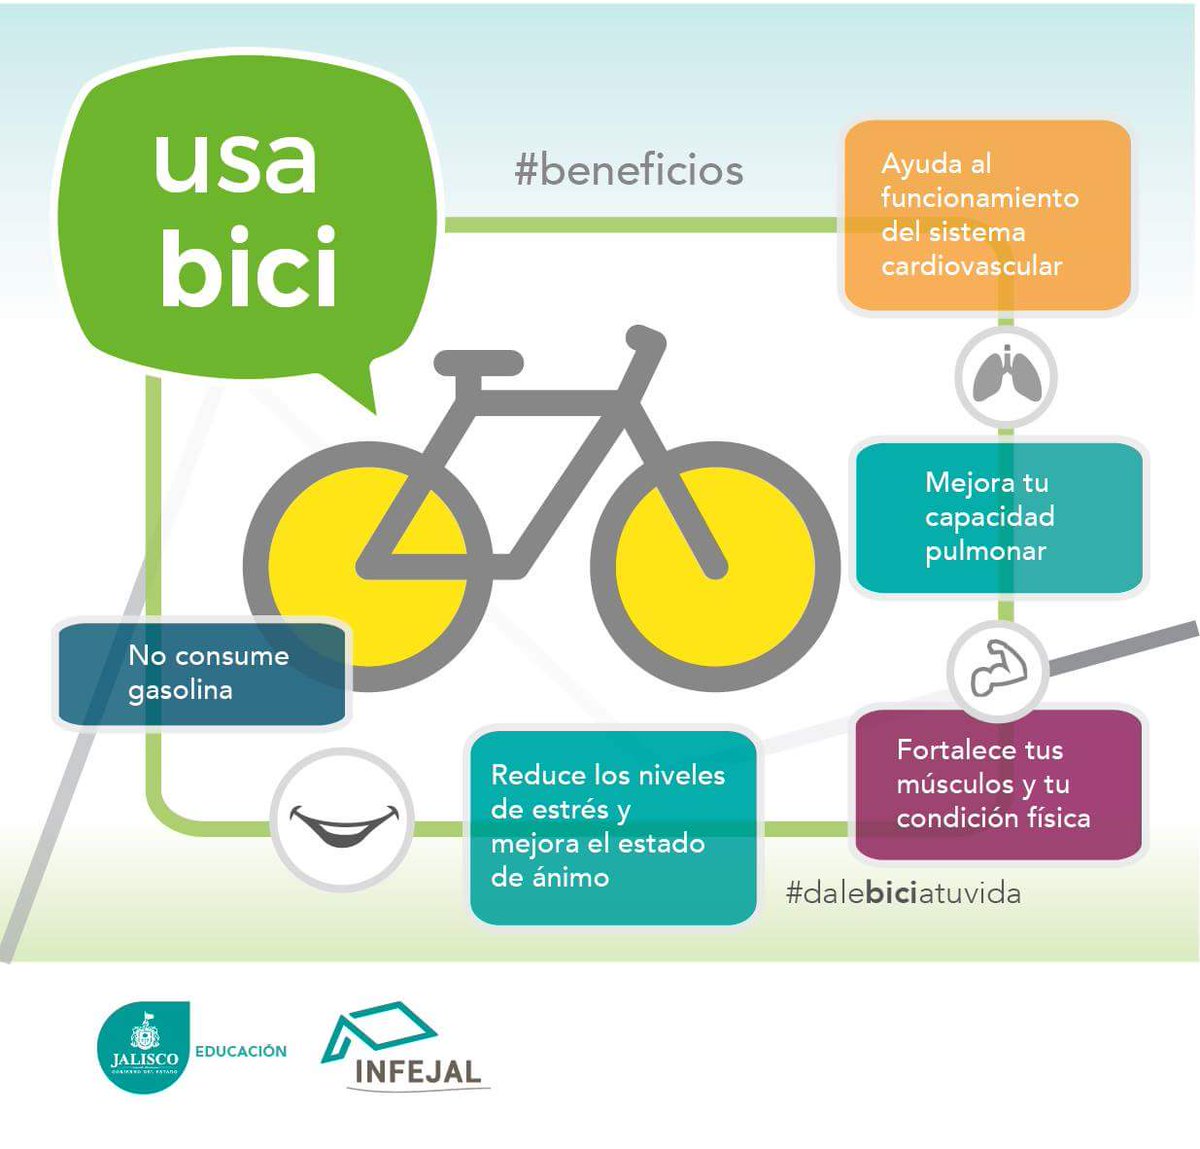 usa
bici
#beneficios
Ayuda al
funcionamiento
del sistema
cardiovascular
Mejora tu
capacidad
pulmonar
Fortalece tus
músculos y tu
condición física
Reduce los niveles
de estrés y
mejora el estado
de ánimo
No consume
gasolina
#dalebiciatuvida
JALISCO
GOBIERNO DEL ESTADO
EDUCACIÓN
INFEJAL